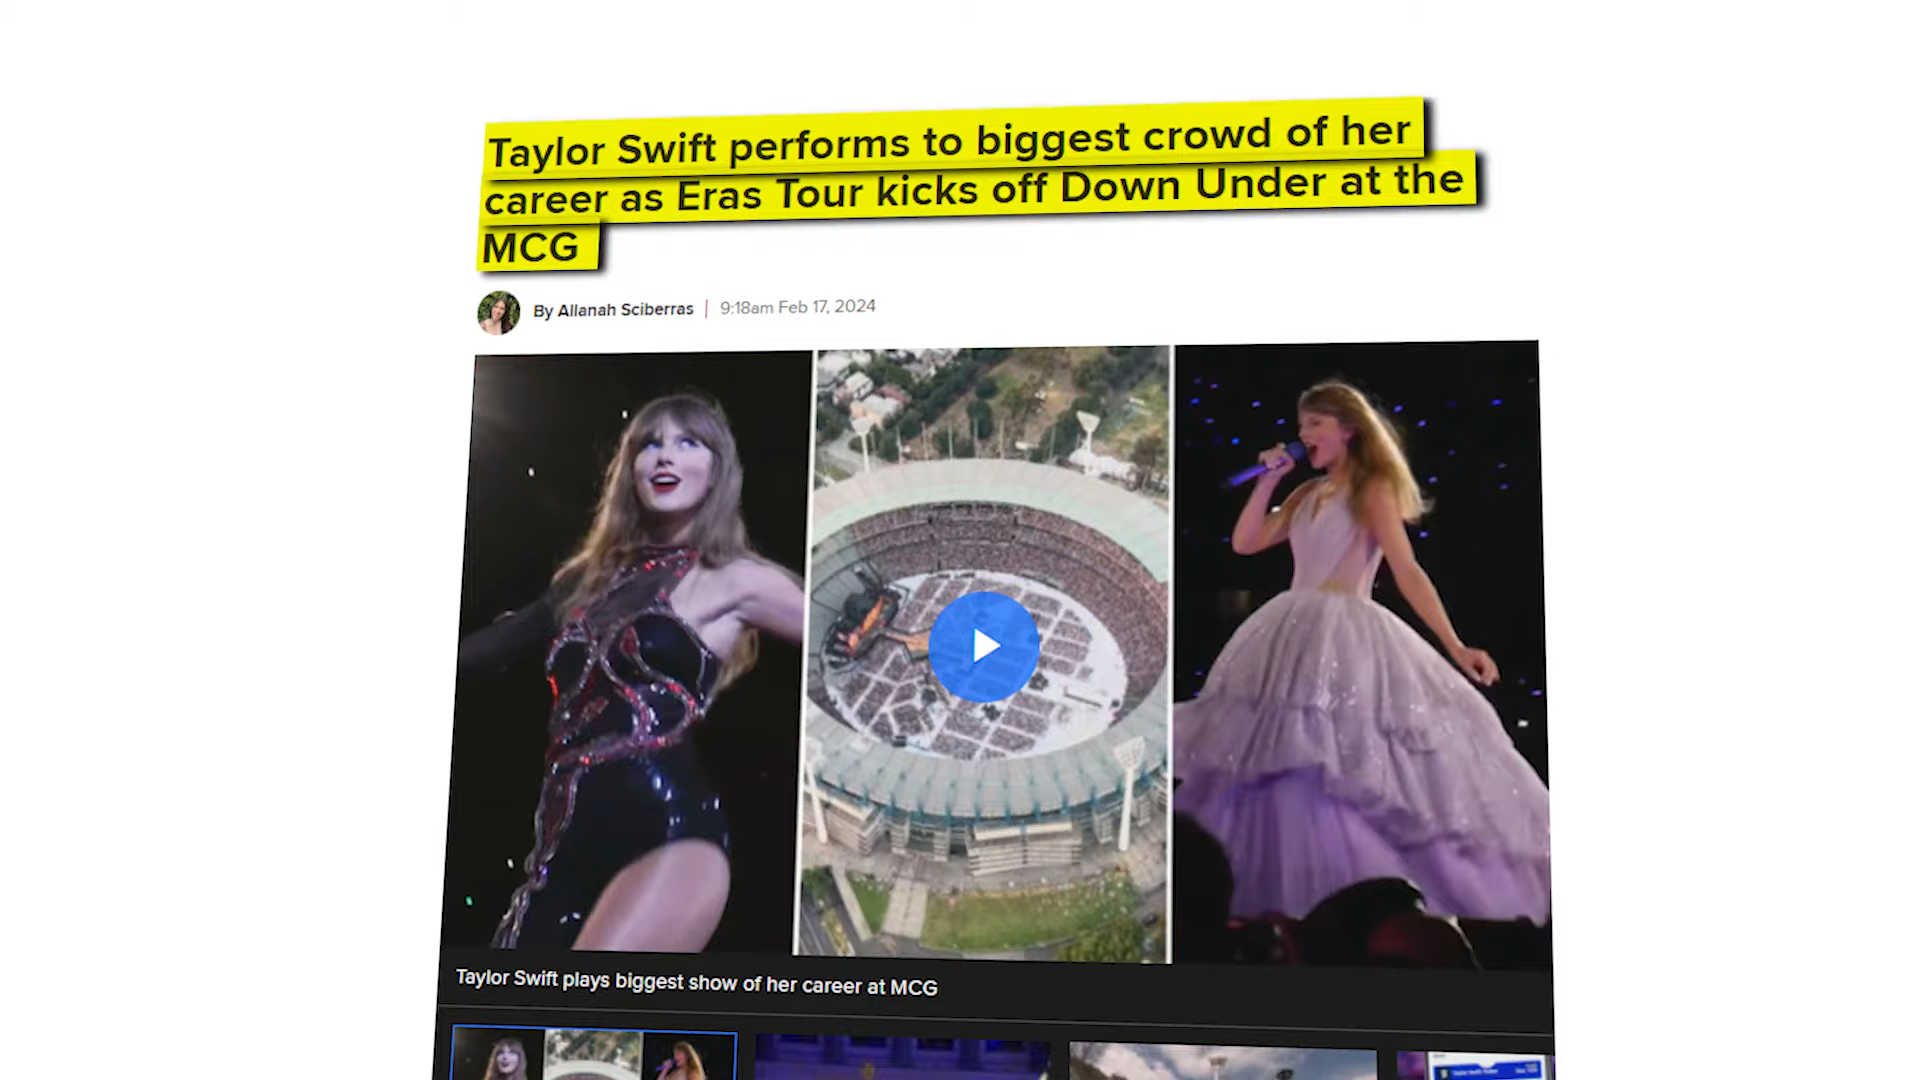 Taylor Swift performs to biggest crowd of her
career as Eras Tour kicks off Down Under at the
MCG
By Allanah Sciberras | 9:18am Feb 17, 2024
Taylor Swift plays biggest show of her career at MCG